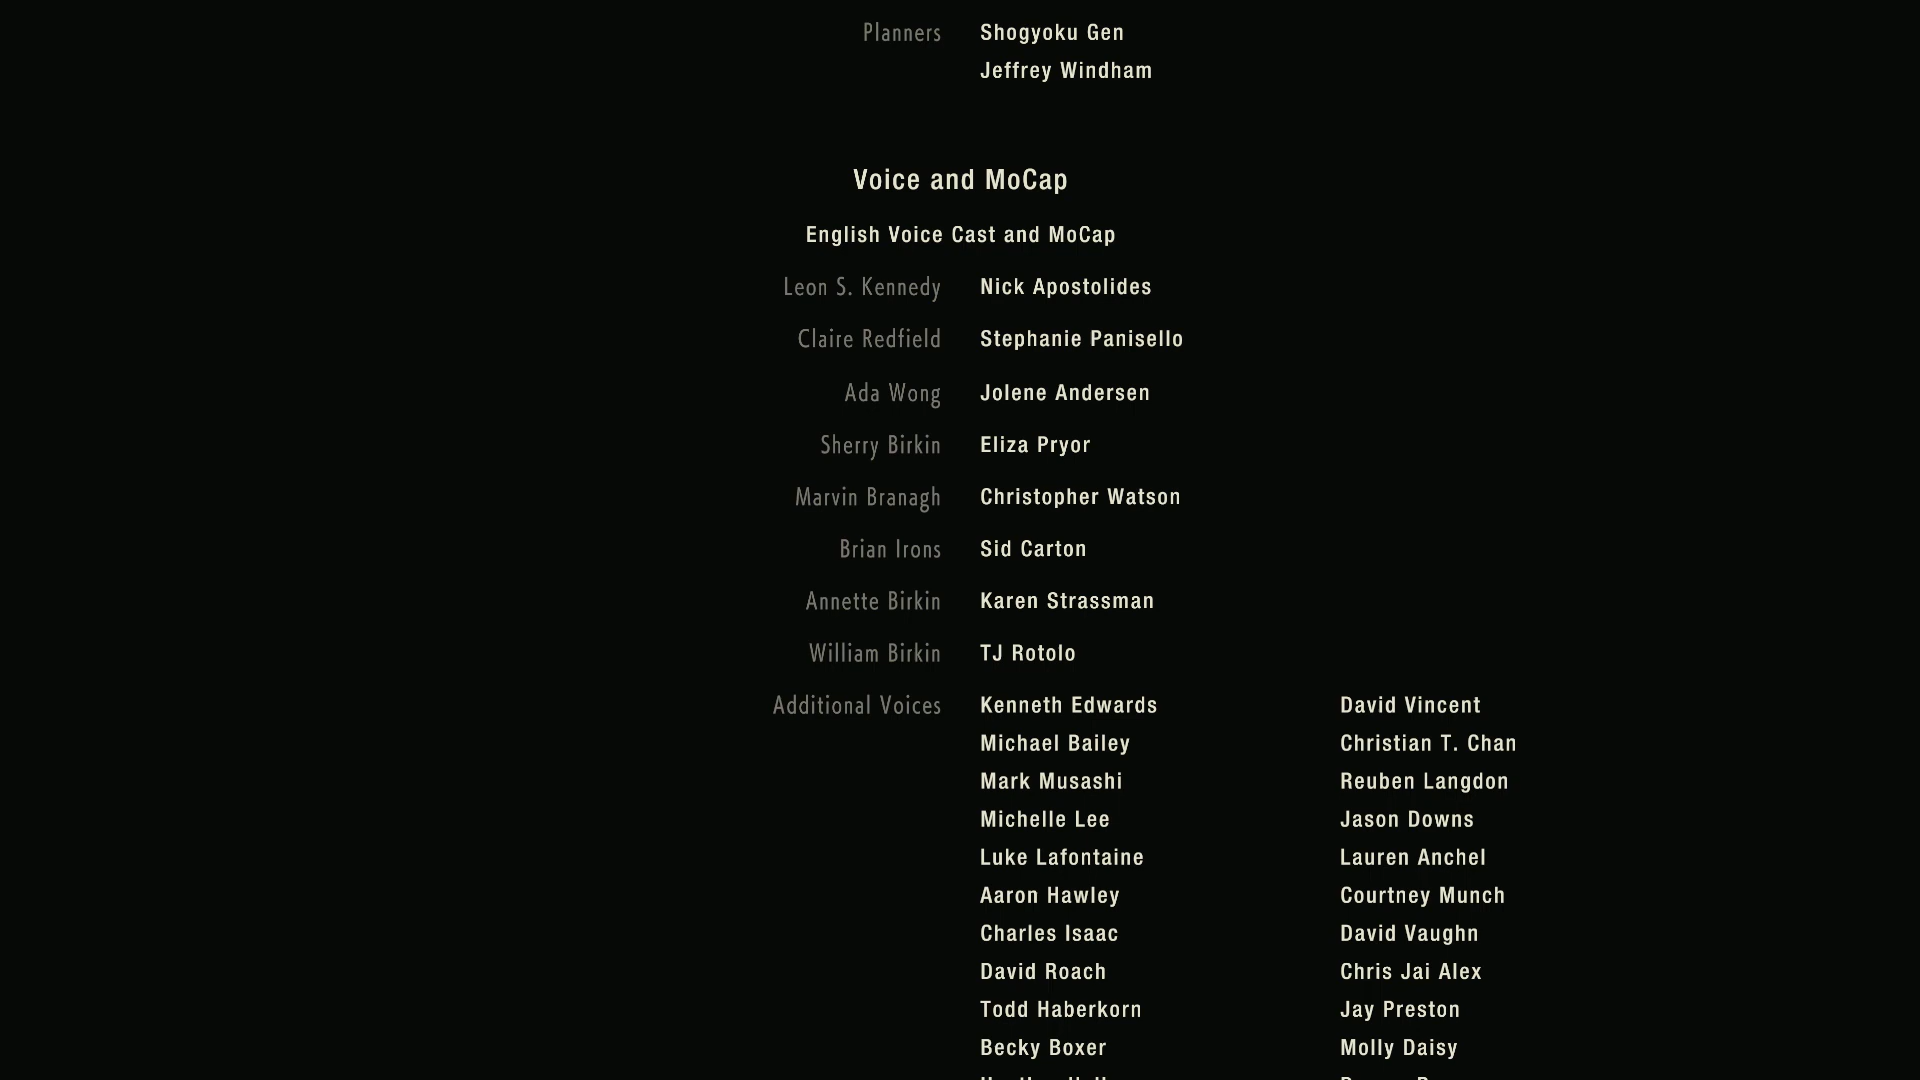 Planners Shogyoku Gen
Jeffrey Windham
Voice and MoCap
English Voice Cast and MoCap
Leon S. Kennedy Nick Apostolides
Claire Redfield Stephanie Panisello
Ada Wong Jolene Andersen
Sherry Birkin Eliza Pryor
Marvin Branagh Christopher Watson
Brian Irons Sid Carton
Annette Birkin Karen Strassman
William Birkin TJ Rotolo
Additional Voices Kenneth Edwards David Vincent
Michael Bailey Christian T. Chan
Mark Musashi Reuben Langdon
Michelle Lee Jason Downs
Luke Lafontaine Lauren Anchel
Aaron Hawley Courtney Munch
Charles Isaac David Vaughn
David Roach Chris Jai Alex
Todd Haberkorn Jay Preston
Becky Boxer Molly Daisy